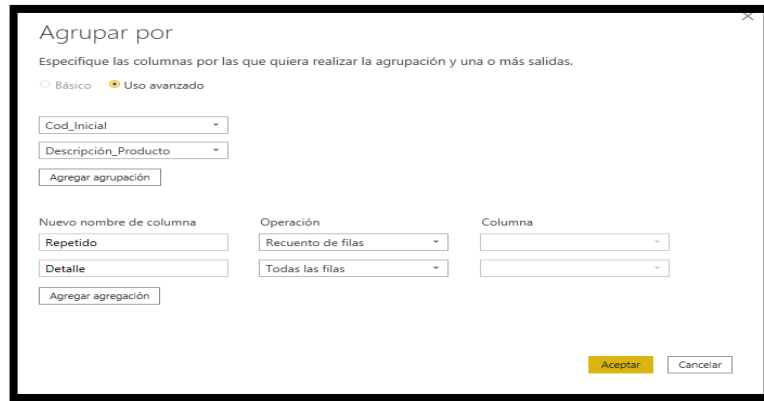 Agrupar por
Especifique las columnas por las que quiera realizar la agrupación y una o más salidas.
Básico Uso avanzado
Cod_Inicial
Descripción_Producto
Agregar agrupación
Nuevo nombre de columna Operación Columna
Repetido Recuento de filas
Detalle Todas las filas
Agregar agregación
Aceptar Cancelar